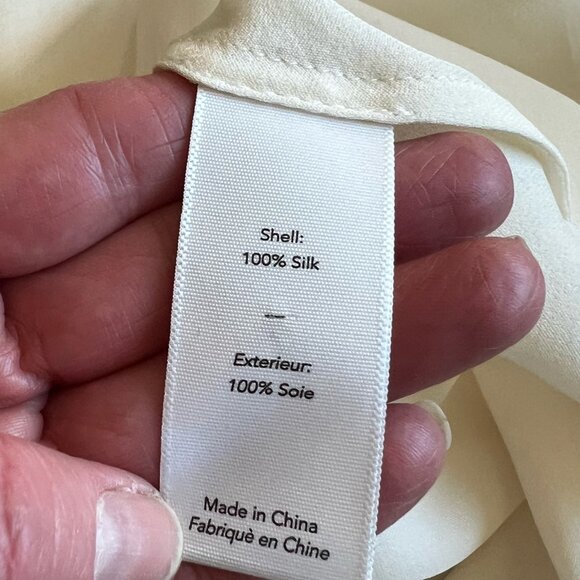 Shell:
100% Silk
–
Exterieur:
100% Soie
Made in China
Fabriquè en Chine